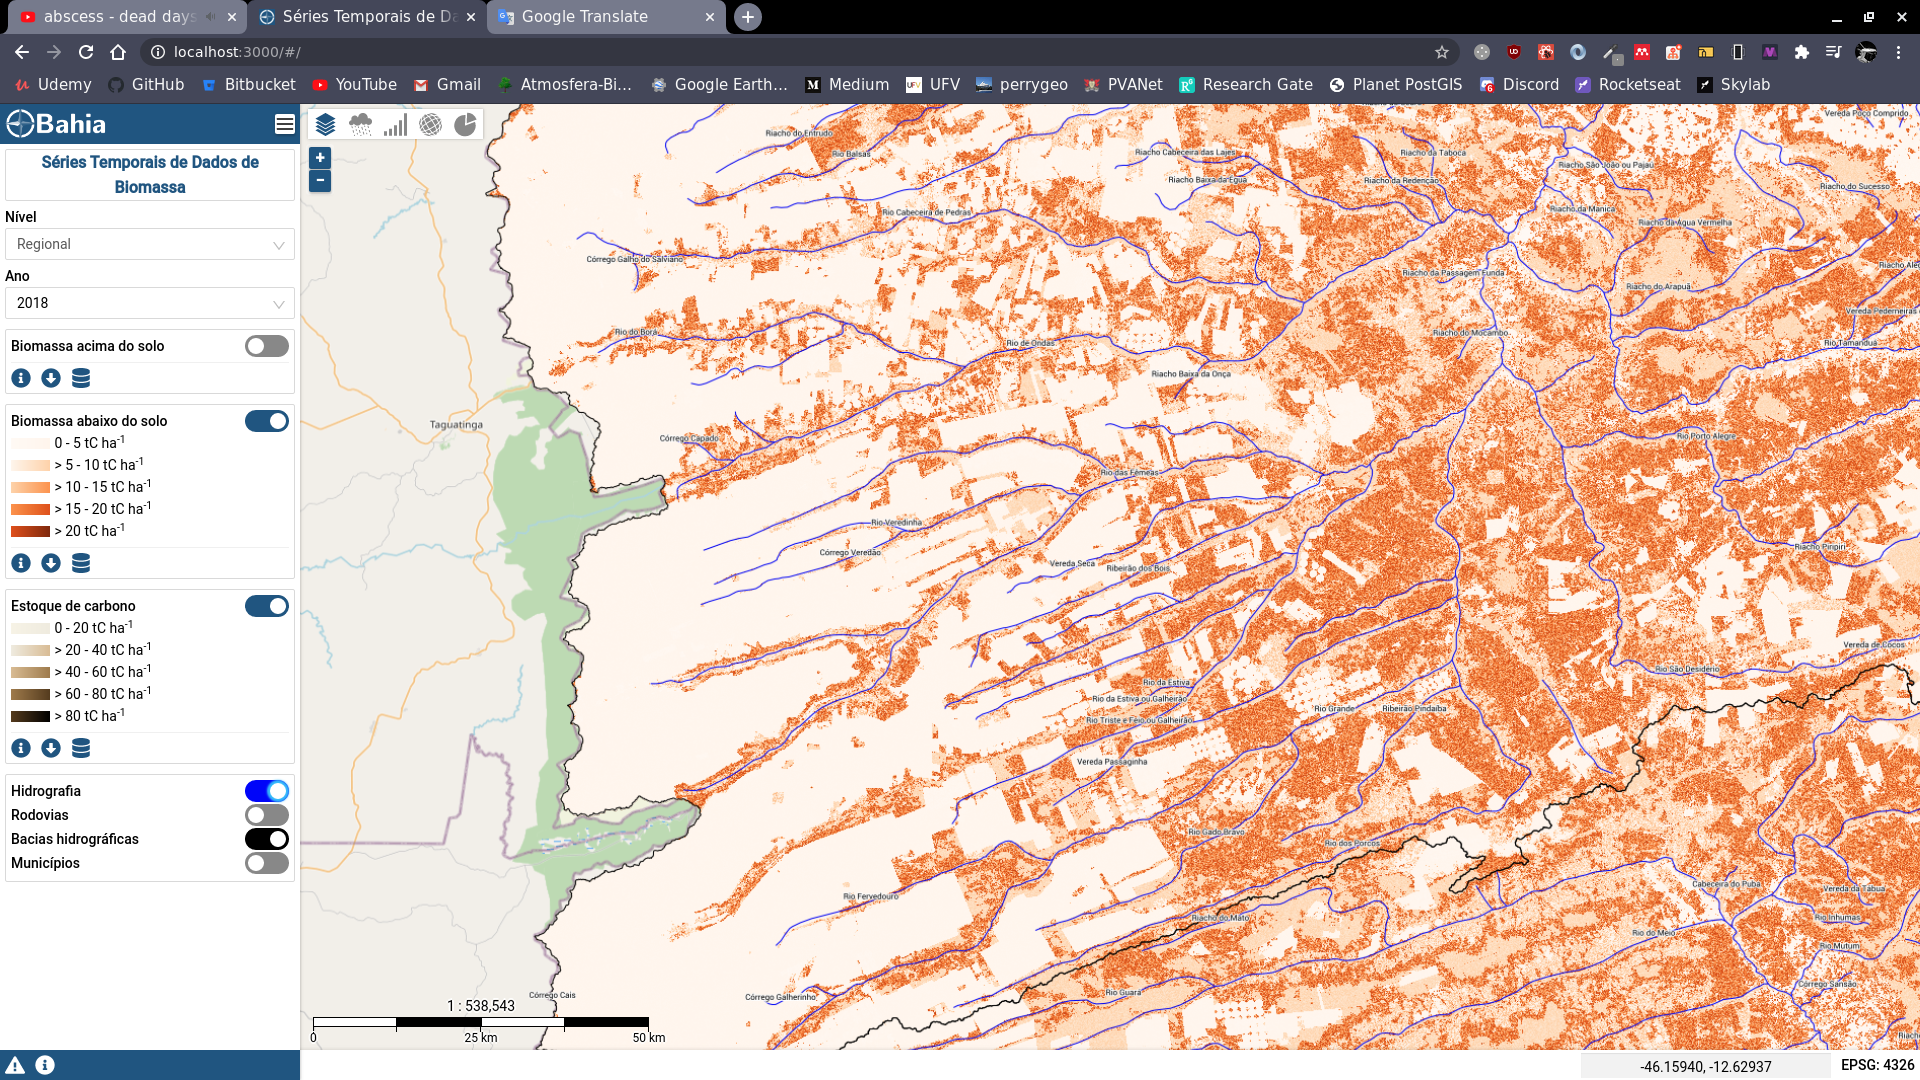 abscess - dead days
Séries Temporais de Da
Google Translate
localhost:3000/#/
Udemy
GitHub
Bitbucket
YouTube
Gmail
Atmosfera-Bi...
Google Earth...
Medium
UFV
perrygeo
PVANet
Research Gate
Planet PostGIS
Discord
Rocketseat
Skylab
Bahia
Séries Temporais de Dados de
Biomassa
Nível
Regional
Ano
2018
Biomassa acima do solo
Biomassa abaixo do solo
0 - 5 tC ha-1
> 5 - 10 tC ha-1
> 10 - 15 tC ha-1
> 15 - 20 tC ha-1
> 20 tC ha-1
Estoque de carbono
0 - 20 tC ha-1
> 20 - 40 tC ha-1
> 40 - 60 tC ha-1
> 60 - 80 tC ha-1
> 80 tC ha-1
Hidrografia
Rodovias
Bacias hidrográficas
Municípios
+
-
Vereda Poço Comprido
Riacho do Entrudo
Rio Balsas
Riacho Cabeceira das Lajes
Riacho da Taboca
Riacho São João ou Pajau
Riacho Baixa da Égua
Riacho da Redenção
Riacho do Sucesso
Rio Cabeceira de Pedras
Riacho da Manica
Riacho da Água Vermelha
Córrego Galho do Salviano
Riacho da Passagem Funda
Riacho Ale
Riacho do Arapuá
Vereda Pederneiras
Rio do Borá
Riacho do Mocambo
Rio de Ondas
Rio Tamanduá
Riacho Baixa da Onça
Taguatinga
Córrego Capado
Rio Porto Alegre
Rio das Fêmeas
Rio Veredinha
Riacho Piripiri
Córrego Veredão
Vereda Seca
Ribeirão dos Bois
Vereda de Cocos
Rio São Desidério
Rio da Estiva
Rio da Estiva ou Galheirão
Rio Grande
Ribeirão Pindaíba
Rio Triste e Feio ou Galheirão
Vereda Passaginha
Rio Gado Bravo
Rio dos Porcos
Cabeceira do Puba
Vereda da Tábua
Rio Fervedouro
Riacho do Mato
Rio Inhumas
Rio do Meio
Rio Mutum
Córrego Sansão
Rio Guará
Córrego Cais
Córrego Galheirinho
Riach
1 : 538,543
0
25 km
50 km
-46.15940, -12.62937
EPSG: 4326